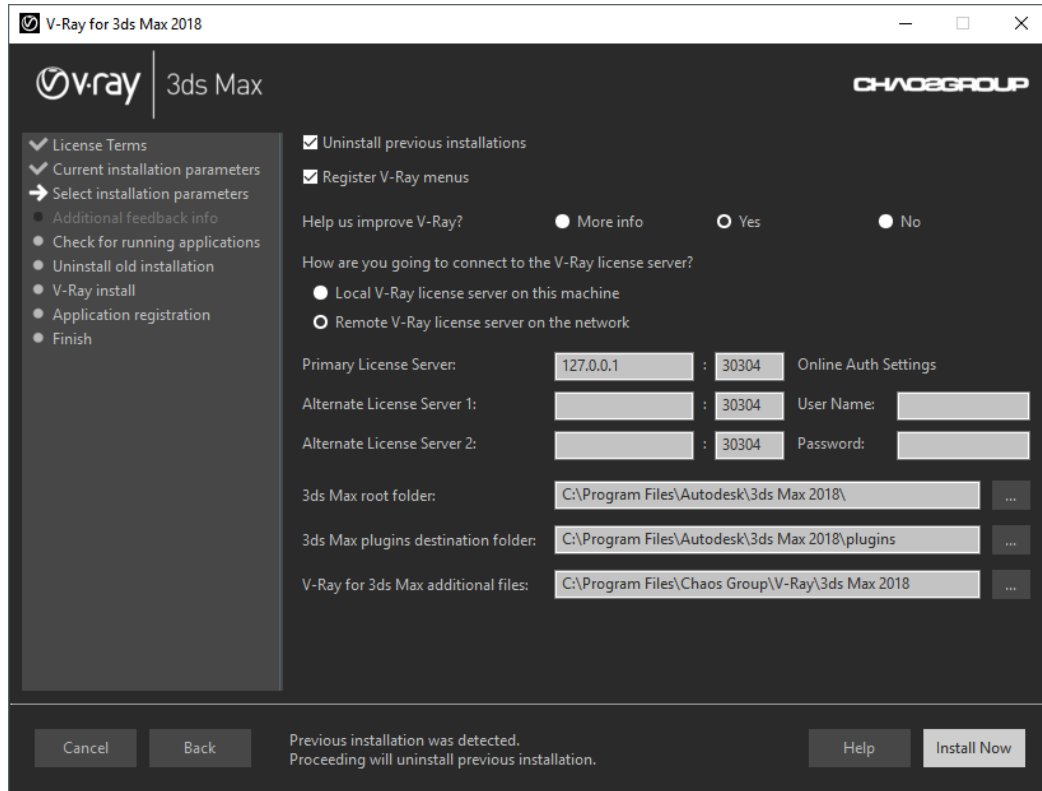 V-Ray for 3ds Max 2018
v·ray 3ds Max
CHAOSGROUP
License Terms
Current installation parameters
Select installation parameters
Additional feedback info
Check for running applications
Uninstall old installation
V-Ray install
Application registration
Finish
Uninstall previous installations
Register V-Ray menus
Help us improve V-Ray? More info Yes No
How are you going to connect to the V-Ray license server?
Local V-Ray license server on this machine
Remote V-Ray license server on the network
Primary License Server: 127.0.0.1 : 30304 Online Auth Settings
Alternate License Server 1: : 30304 User Name:
Alternate License Server 2: : 30304 Password:
3ds Max root folder: C:\Program Files\Autodesk\3ds Max 2018\ ...
3ds Max plugins destination folder: C:\Program Files\Autodesk\3ds Max 2018\plugins ...
V-Ray for 3ds Max additional files: C:\Program Files\Chaos Group\V-Ray\3ds Max 2018 ...
Cancel Back
Previous installation was detected.
Proceeding will uninstall previous installation.
Help Install Now